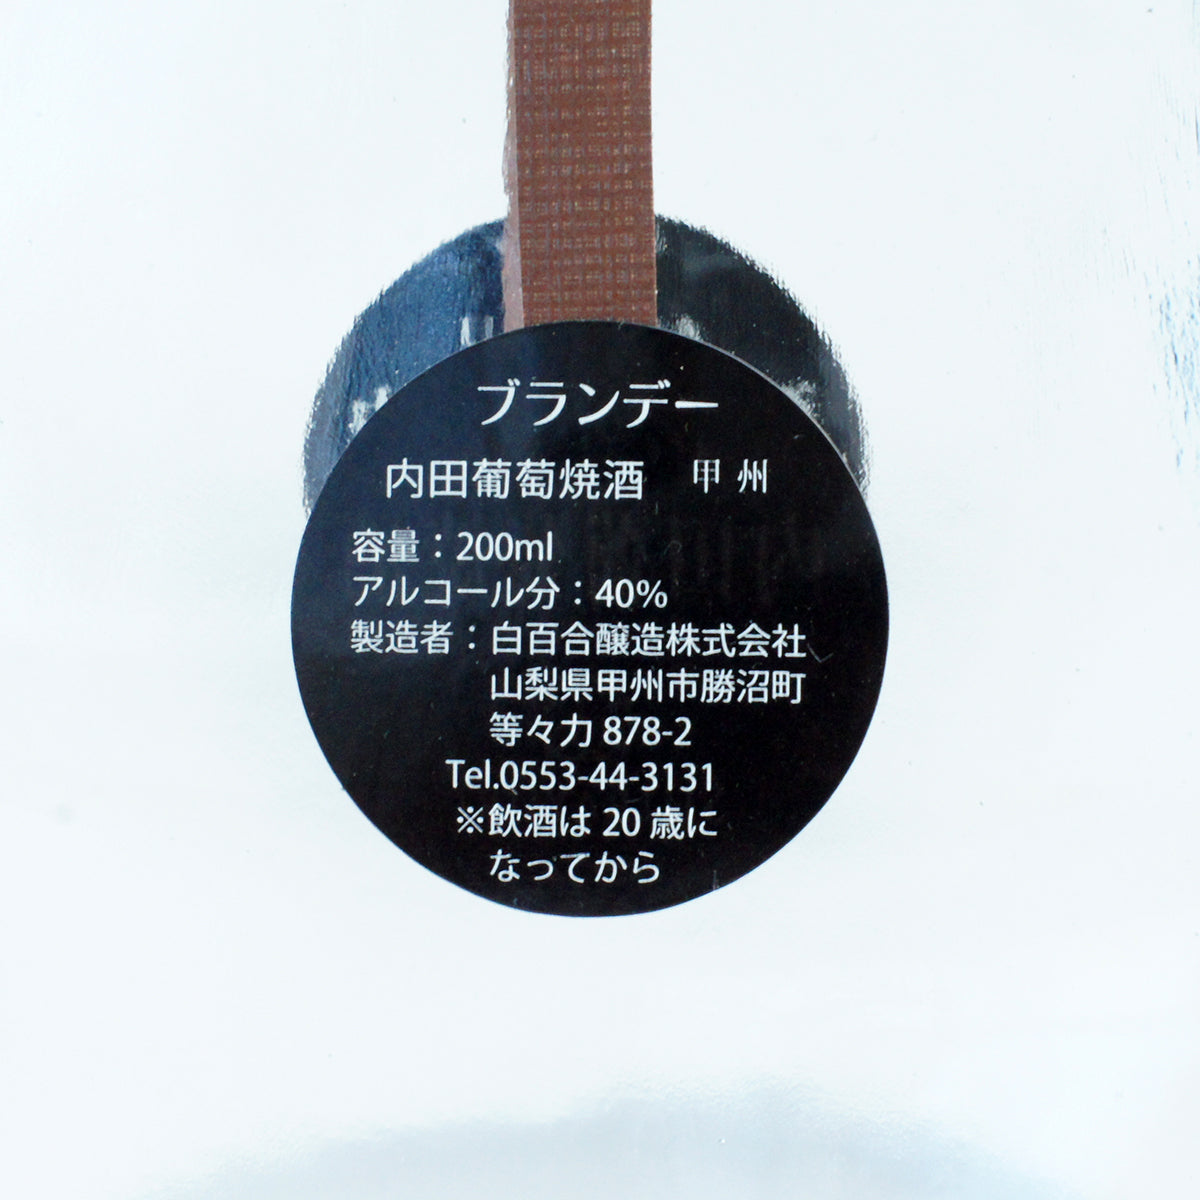 ブランデー
内田葡萄焼酒 甲州
容量：200ml
アルコール分：40%
製造者：白百合醸造株式会社
山梨県甲州市勝沼町
等々力 878-2
Tel.0553-44-3131
※飲酒は 20 歳に
なってから